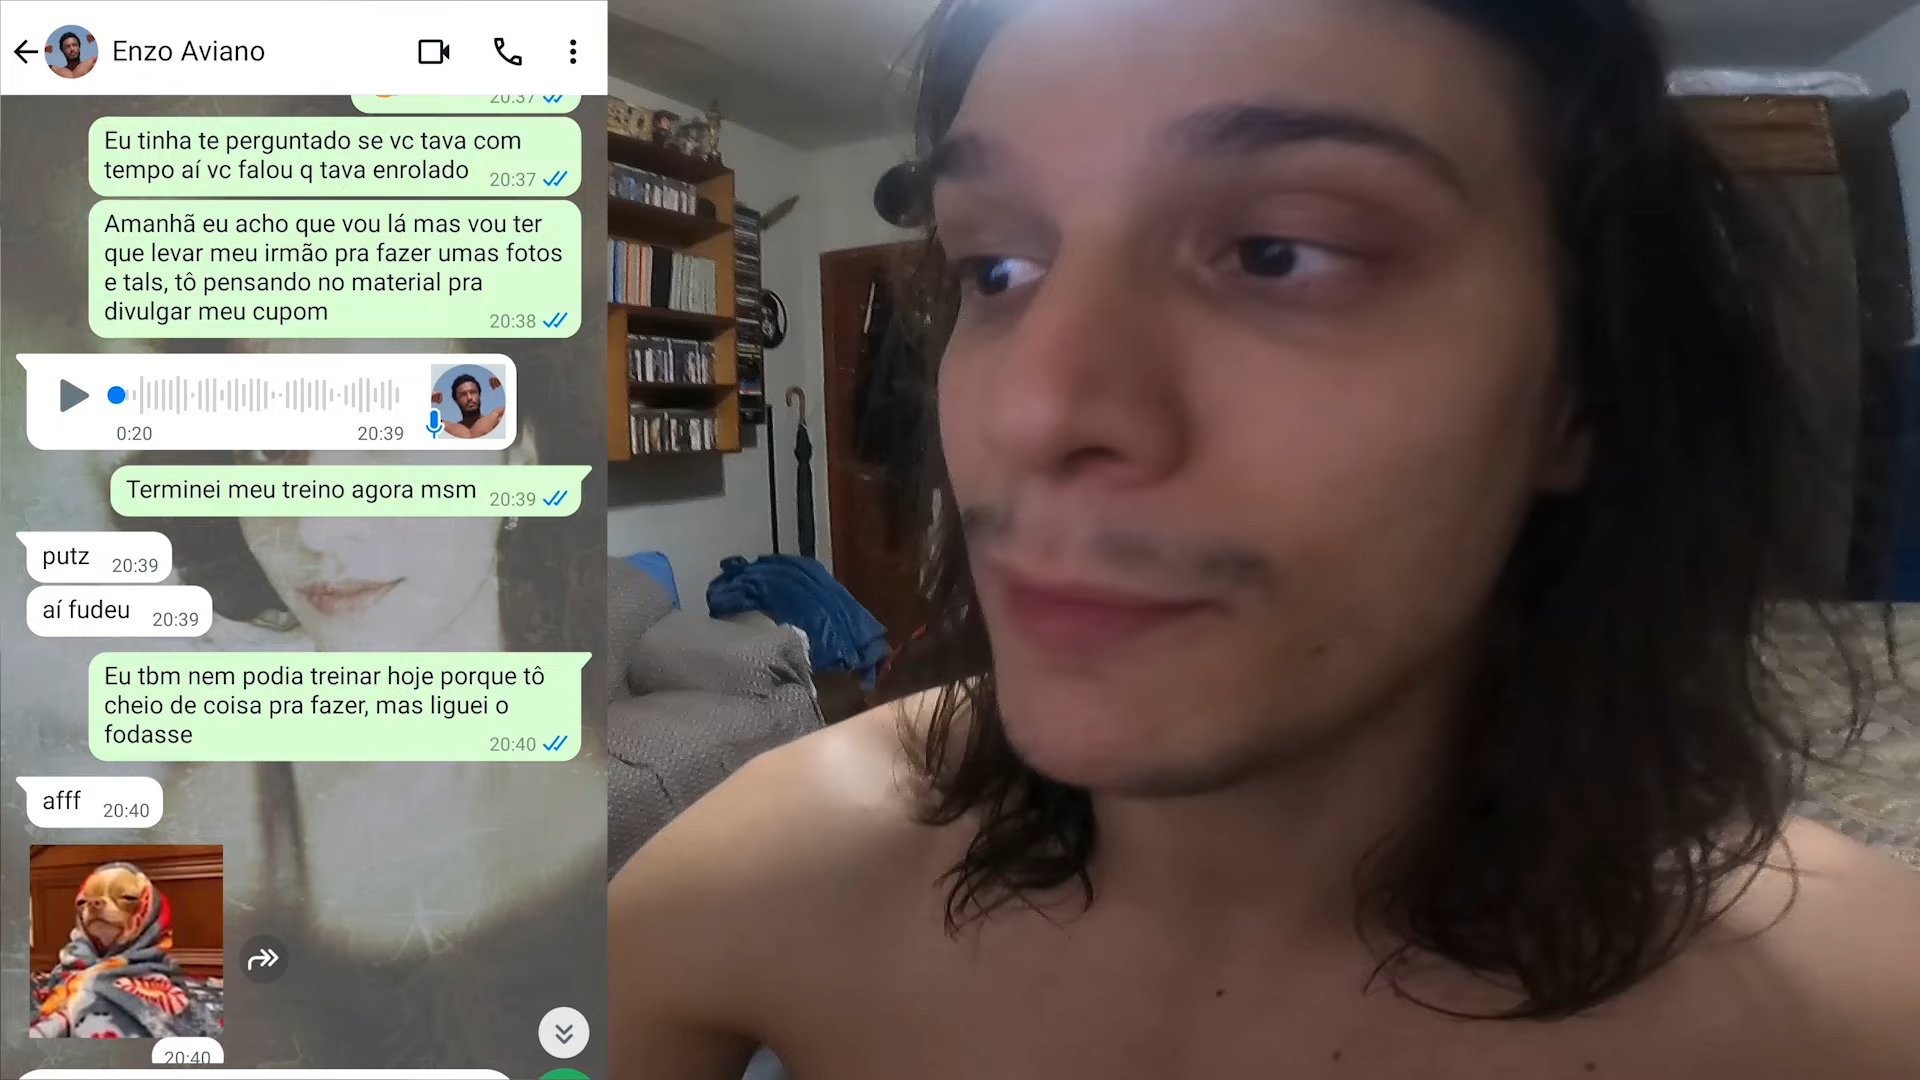 Enzo Aviano
20:37
Eu tinha te perguntado se vc tava com
tempo aí vc falou q tava enrolado 20:37
Amanhã eu acho que vou lá mas vou ter
que levar meu irmão pra fazer umas fotos
e tals, tô pensando no material pra
divulgar meu cupom 20:38
0:20 20:39
Terminei meu treino agora msm 20:39
putz 20:39
aí fudeu 20:39
Eu tbm nem podia treinar hoje porque tô
cheio de coisa pra fazer, mas liguei o
fodasse 20:40
afff 20:40
20:40